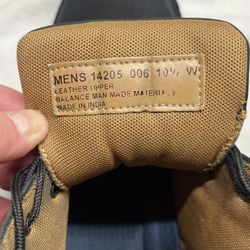 MENS 14205 006 10½ W
LEATHER UPPER
BALANCE MAN MADE MATERIALS
MADE IN INDIA